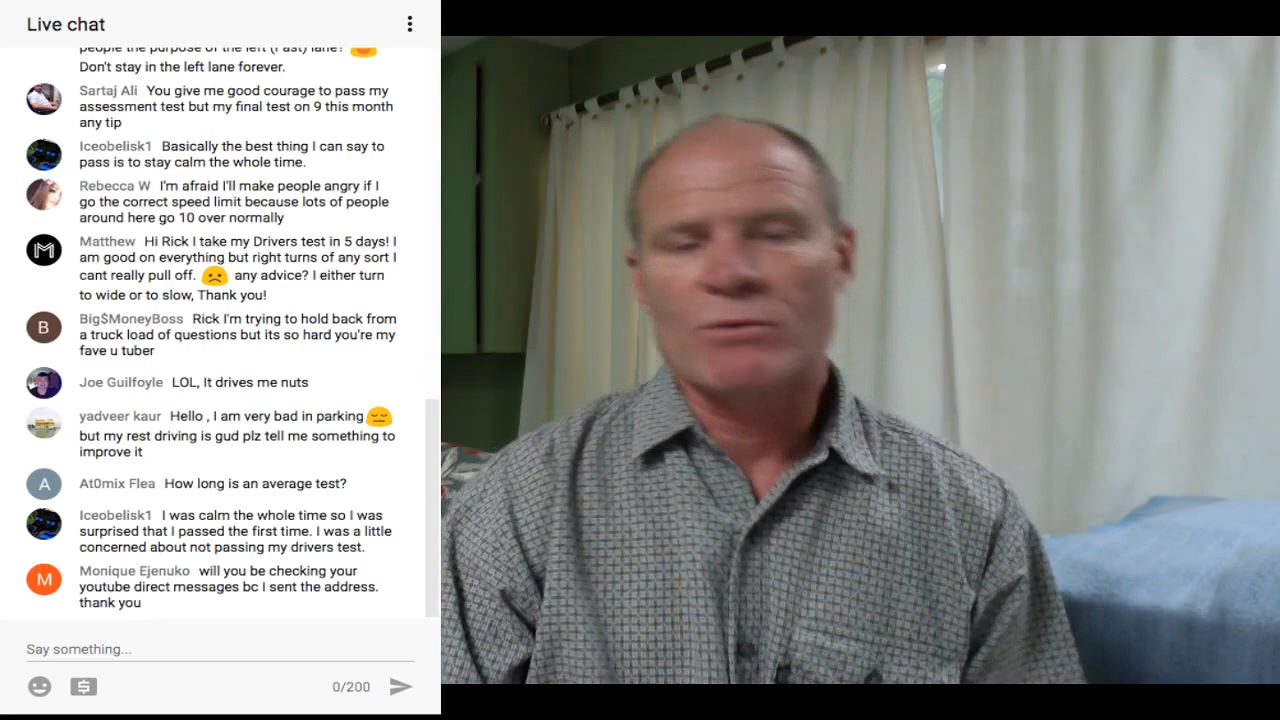 Live chat
people the purpose of the left (Fast) lane?
Don't stay in the left lane forever.
Sartaj Ali You give me good courage to pass my
assessment test but my final test on 9 this month
any tip
Iceobelisk1 Basically the best thing I can say to
pass is to stay calm the whole time.
Rebecca W I'm afraid I'll make people angry if I
go the correct speed limit because lots of people
around here go 10 over normally
Matthew Hi Rick I take my Drivers test in 5 days! I
am good on everything but right turns of any sort I
cant really pull off. any advice? I either turn
to wide or to slow, Thank you!
B
Big$MoneyBoss Rick I'm trying to hold back from
a truck load of questions but its so hard you're my
fave u tuber
Joe Guilfoyle LOL, It drives me nuts
yadveer kaur Hello , I am very bad in parking
but my rest driving is gud plz tell me something to
improve it
A
At0mix Flea How long is an average test?
Iceobelisk1 I was calm the whole time so I was
surprised that I passed the first time. I was a little
concerned about not passing my drivers test.
M
Monique Ejenuko will you be checking your
youtube direct messages bc I sent the address.
thank you
Say something...
0/200